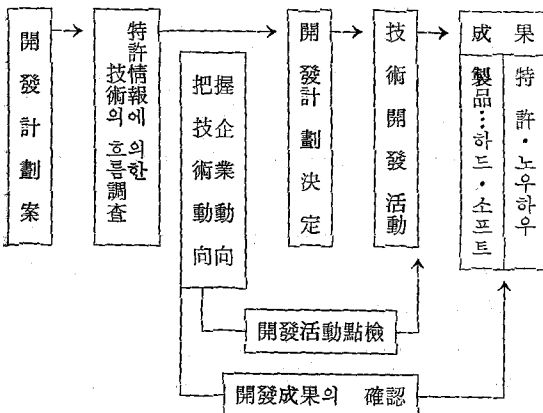 開發計劃案
特許情報에 의한
技術의 흐름調査
把握
企業動向
技術動向
開發計劃決定
技術開發活動
成果
特許·노우하우
製品…하드·소프트
開發活動點檢
開發成果의 確認